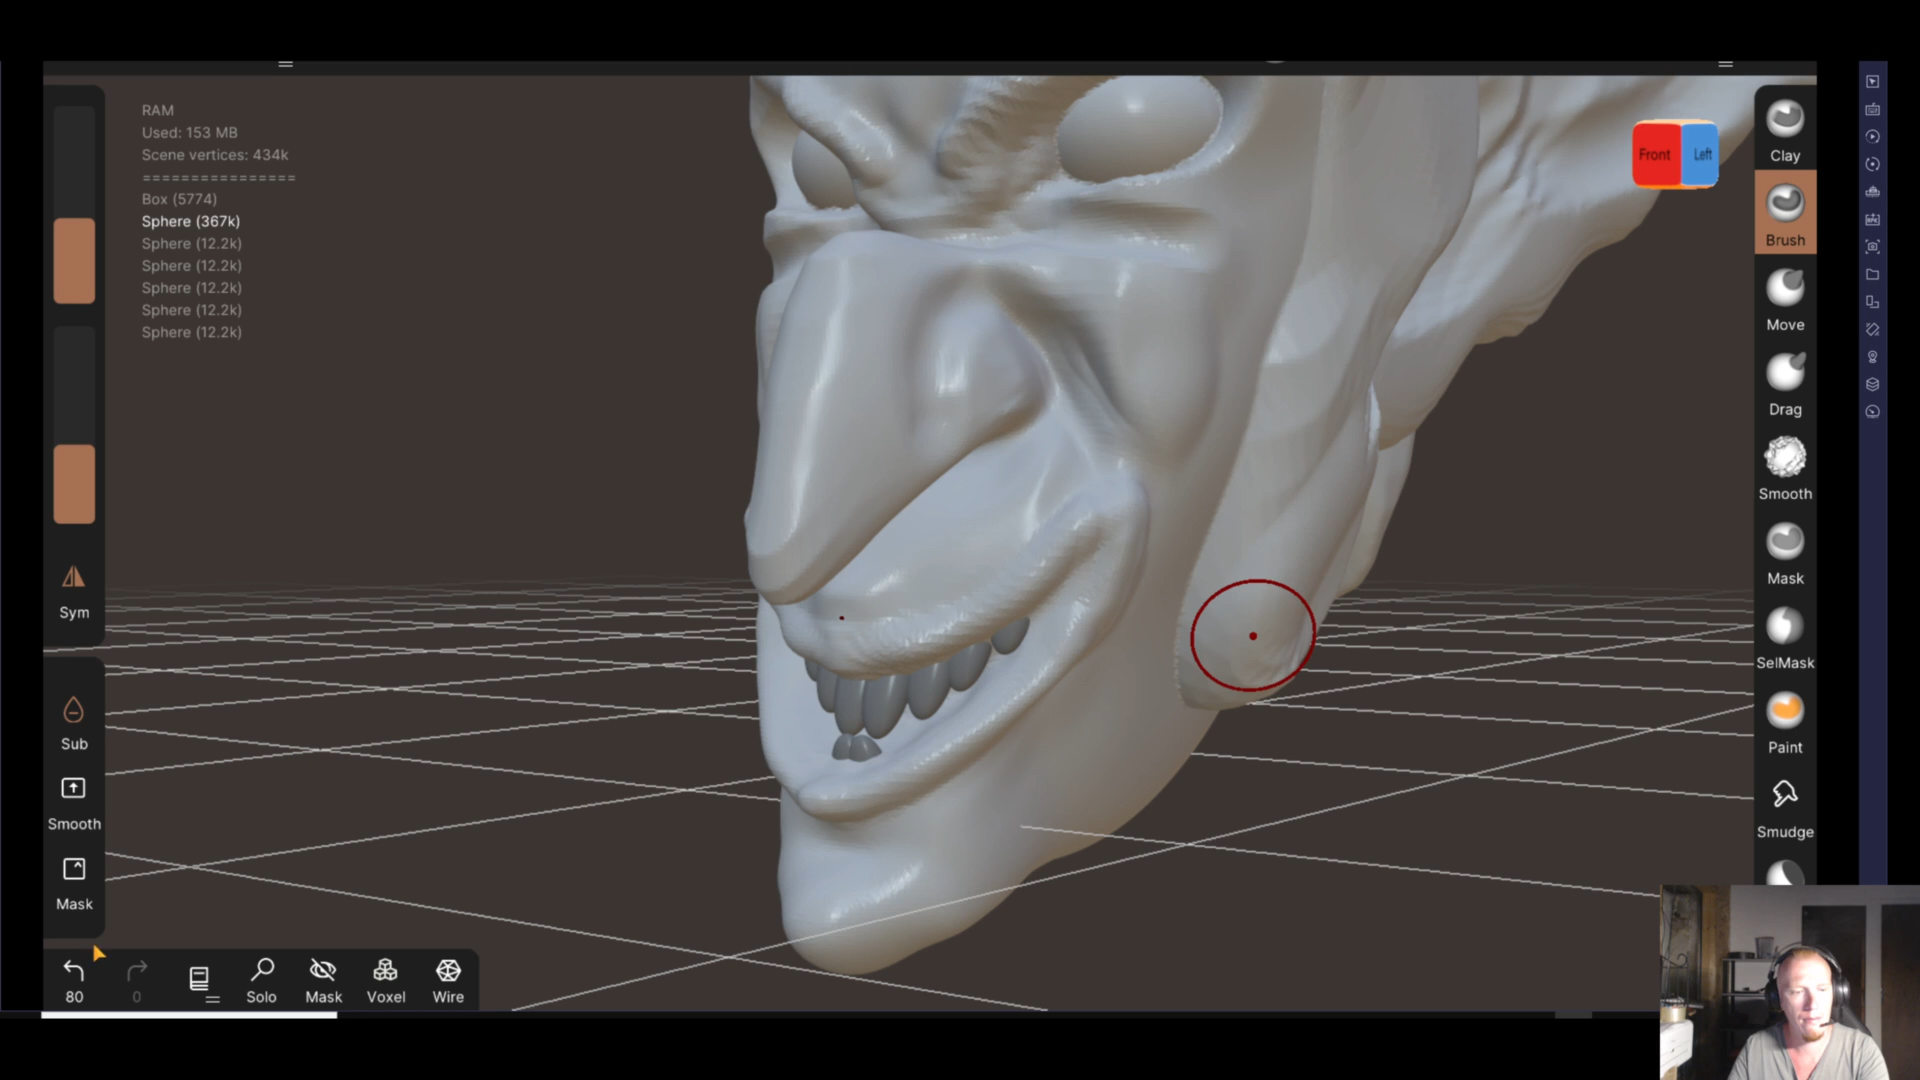 RAM
Used: 153 MB
Scene vertices: 434k
================
Box (5774)
Sphere (367k)
Sphere (12.2k)
Sphere (12.2k)
Sphere (12.2k)
Sphere (12.2k)
Sphere (12.2k)
Sym
Sub
Smooth
Mask
80
0
Solo
Mask
Voxel
Wire
Front
Left
Clay
Brush
Move
Drag
Smooth
Mask
SelMask
Paint
Smudge